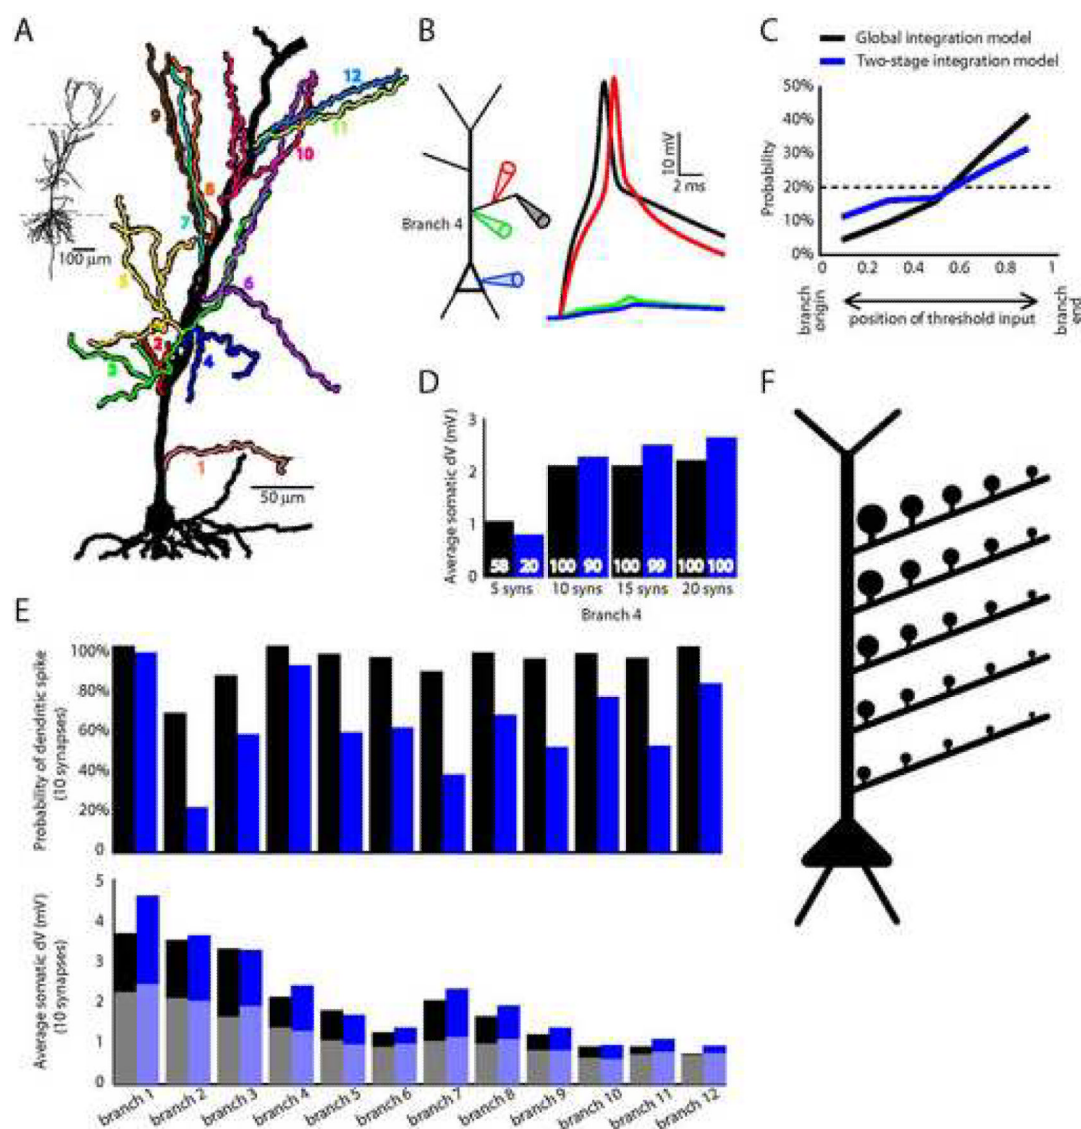 A
B
C
Global integration model
Two-stage integration model
12
11
9
10
8
7
5
6
2
3
4
1
100 μm
50 μm
Branch 4
10 mV
2 ms
Probability
50%
40%
30%
20%
10%
0%
0
0.2
0.4
0.6
0.8
1
branch origin
position of threshold input
branch end
D
Average somatic dV (mV)
3
2
1
0
58 20 100 90 100 99 100 100
5 syns 10 syns 15 syns 20 syns
Branch 4
F
E
Probability of dendritic spike
(10 synapses)
100%
80%
60%
40%
20%
0
Average somatic dV (mV)
(10 synapses)
5
4
3
2
1
0
branch 1
branch 2
branch 3
branch 4
branch 5
branch 6
branch 7
branch 8
branch 9
branch 10
branch 11
branch 12